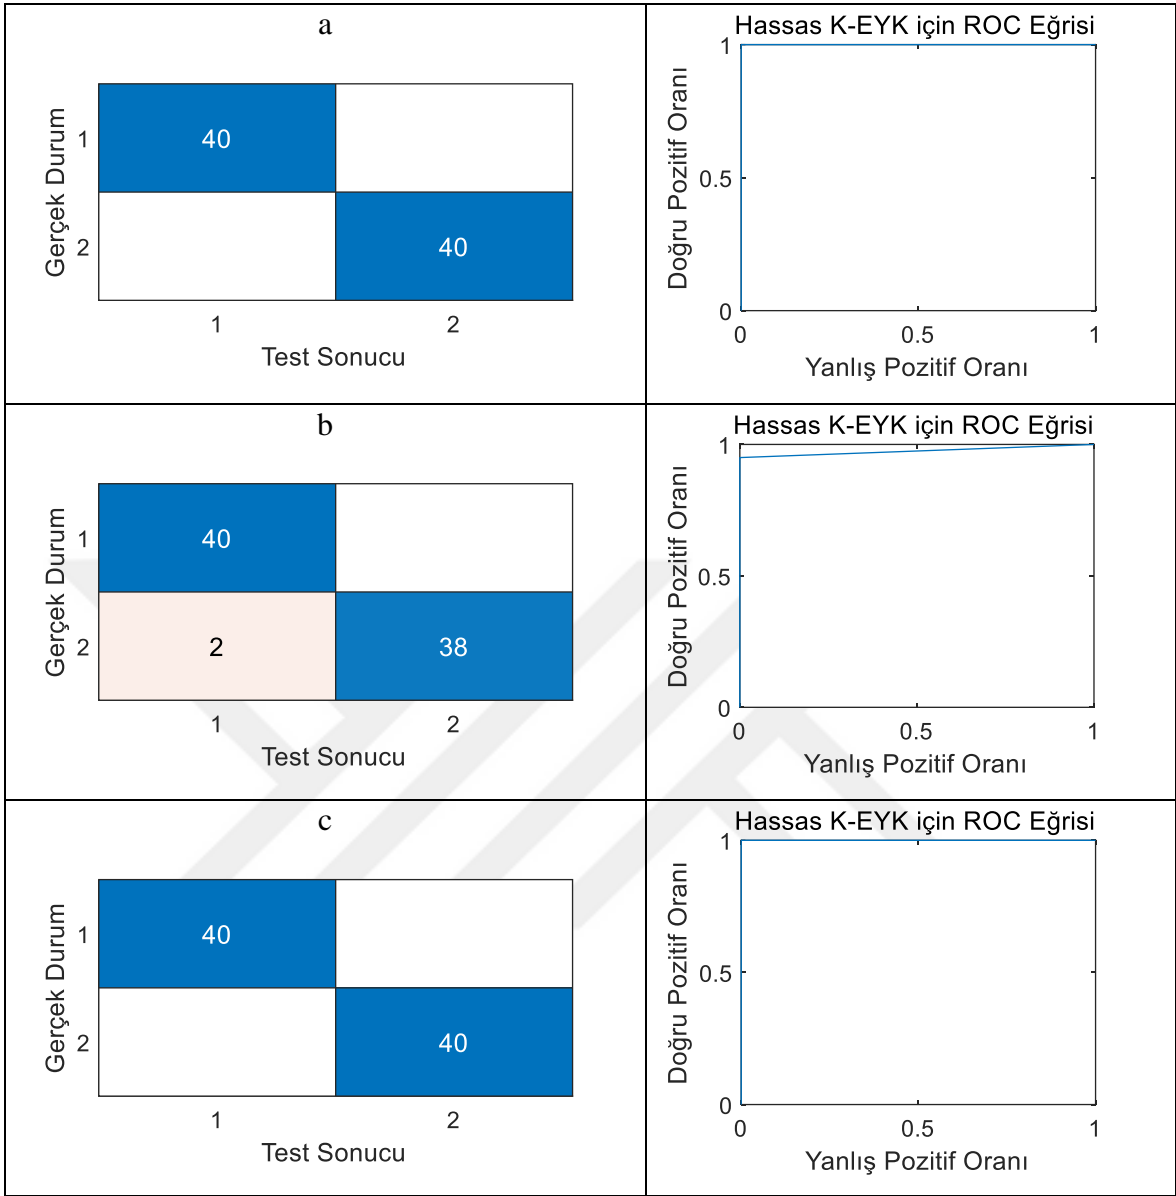 a
Gerçek Durum
1
40
2
40
1
2
Test Sonucu
Hassas K-EYK için ROC Eğrisi
Doğru Pozitif Oranı
1
0.5
0
0
0.5
1
Yanlış Pozitif Oranı
b
Gerçek Durum
1
40
2
2
38
1
2
Test Sonucu
Hassas K-EYK için ROC Eğrisi
Doğru Pozitif Oranı
1
0.5
0
0
0.5
1
Yanlış Pozitif Oranı
c
Gerçek Durum
1
40
2
40
1
2
Test Sonucu
Hassas K-EYK için ROC Eğrisi
Doğru Pozitif Oranı
1
0.5
0
0
0.5
1
Yanlış Pozitif Oranı